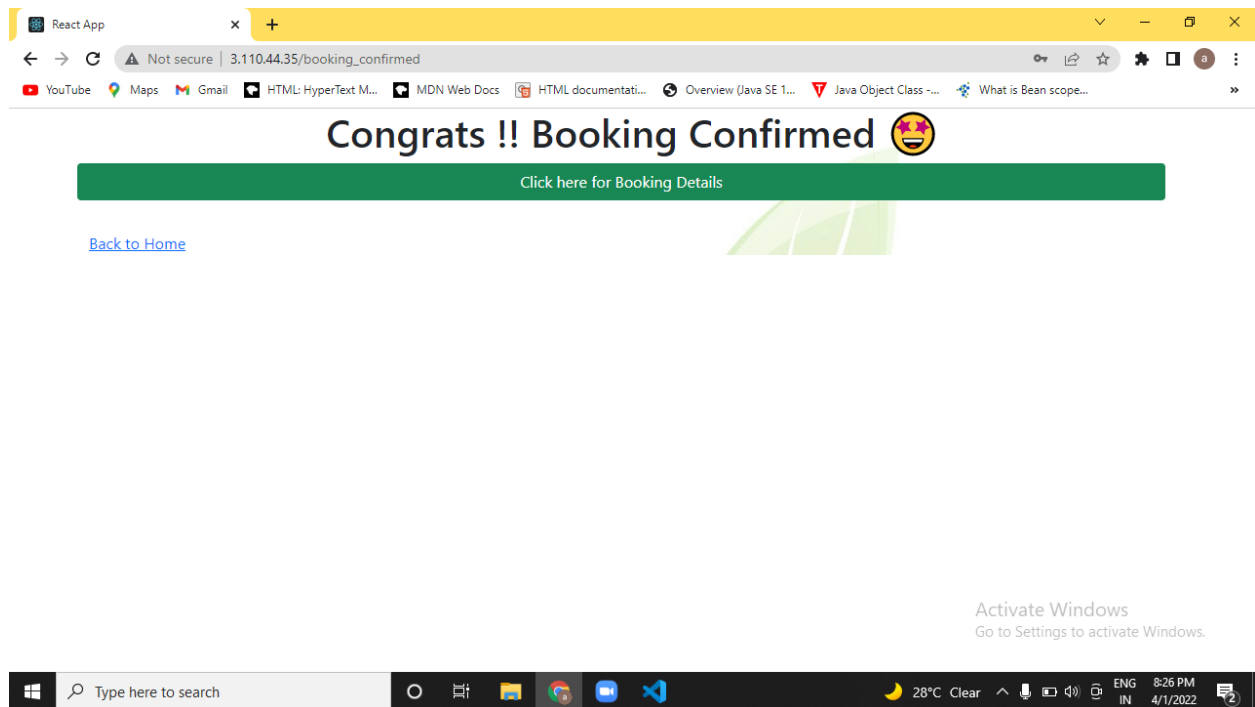 React App
Not secure | 3.110.44.35/booking_confirmed
a
YouTube Maps Gmail HTML: HyperText M... MDN Web Docs HTML documentati... Overview (Java SE 1... Java Object Class -... What is Bean scope... »
Congrats !! Booking Confirmed 🤩
Click here for Booking Details
Back to Home
Activate Windows
Go to Settings to activate Windows.
Type here to search
28°C Clear
ENG
IN
8:26 PM
4/1/2022
2